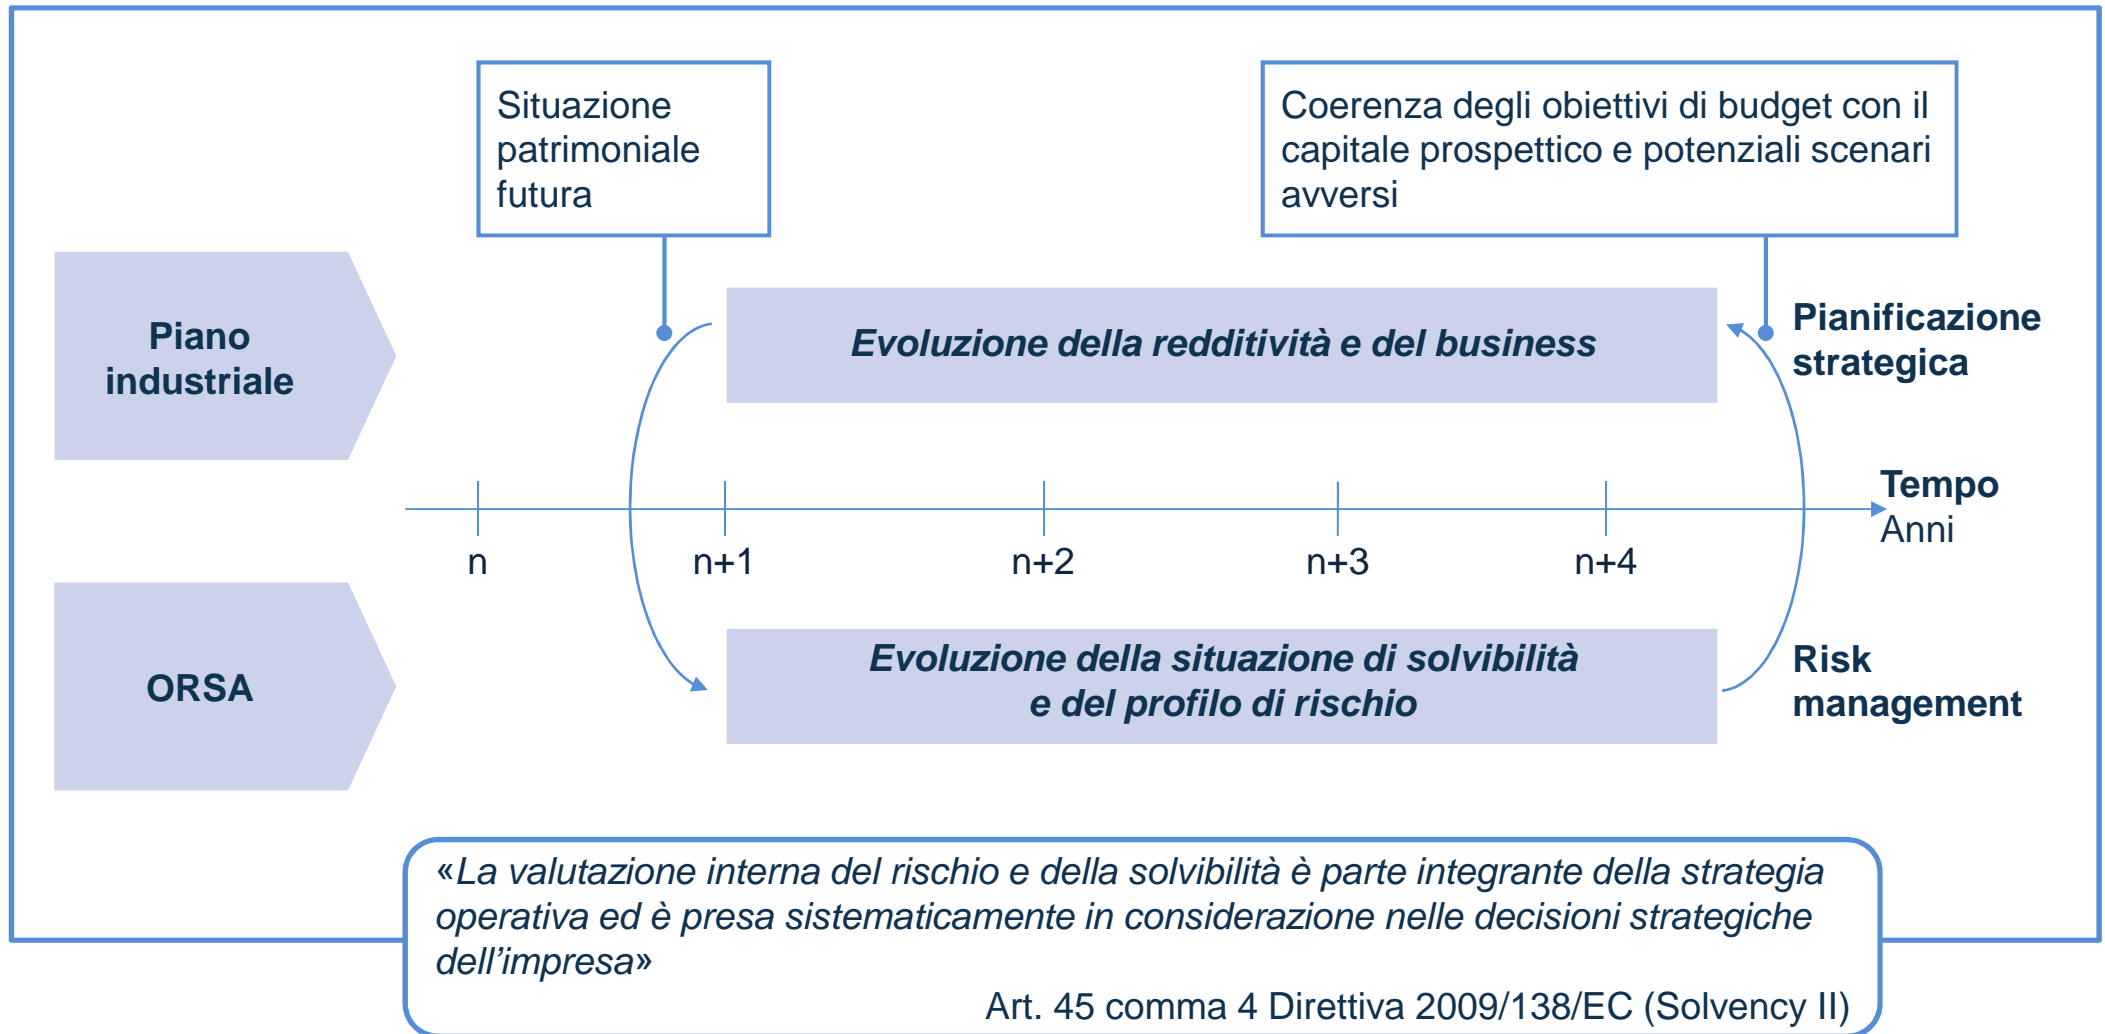 Situazione
patrimoniale
futura
Coerenza degli obiettivi di budget con il
capitale prospettico e potenziali scenari
avversi
Piano
industriale
Evoluzione della redditività e del business
Pianificazione
strategica
Tempo
Anni
n
n+1
n+2
n+3
n+4
ORSA
Evoluzione della situazione di solvibilità
e del profilo di rischio
Risk
management
«La valutazione interna del rischio e della solvibilità è parte integrante della strategia
operativa ed è presa sistematicamente in considerazione nelle decisioni strategiche
dell’impresa»
Art. 45 comma 4 Direttiva 2009/138/EC (Solvency II)